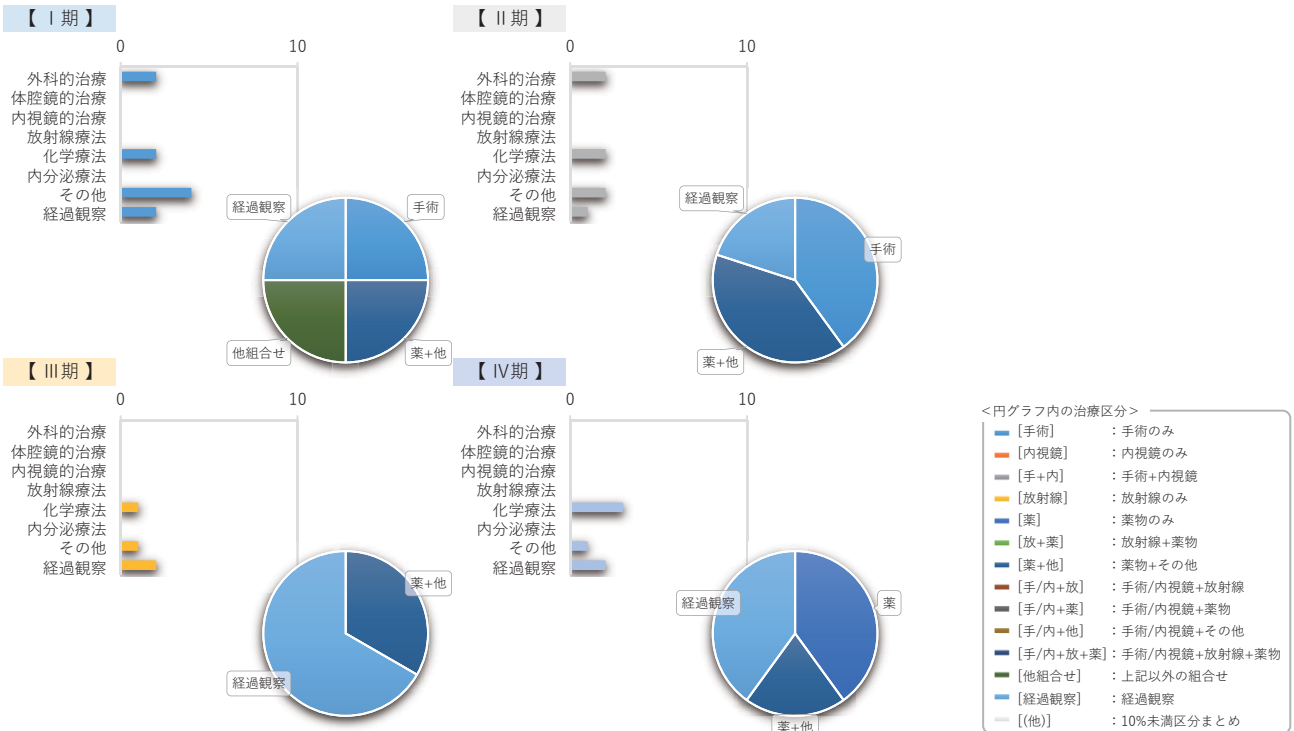 【 Ⅰ期 】
0
10
外科的治療
体腔鏡的治療
内視鏡的治療
放射線療法
化学療法
内分泌療法
その他
経過観察
経過観察
手術
他組合せ
薬+他
【 Ⅱ期 】
0
10
外科的治療
体腔鏡的治療
内視鏡的治療
放射線療法
化学療法
内分泌療法
その他
経過観察
経過観察
手術
薬+他
【 Ⅲ期 】
0
10
外科的治療
体腔鏡的治療
内視鏡的治療
放射線療法
化学療法
内分泌療法
その他
経過観察
薬+他
経過観察
【 Ⅳ期 】
0
10
外科的治療
体腔鏡的治療
内視鏡的治療
放射線療法
化学療法
内分泌療法
その他
経過観察
経過観察
薬
薬+他
＜円グラフ内の治療区分＞
[手術] ：手術のみ
[内視鏡] ：内視鏡のみ
[手+内] ：手術+内視鏡
[放射線] ：放射線のみ
[薬] ：薬物のみ
[放+薬] ：放射線+薬物
[薬+他] ：薬物+その他
[手/内+放] ：手術/内視鏡+放射線
[手/内+薬] ：手術/内視鏡+薬物
[手/内+他] ：手術/内視鏡+その他
[手/内+放+薬]：手術/内視鏡+放射線+薬物
[他組合せ] ：上記以外の組合せ
[経過観察] ：経過観察
[(他)] ：10%未満区分まとめ